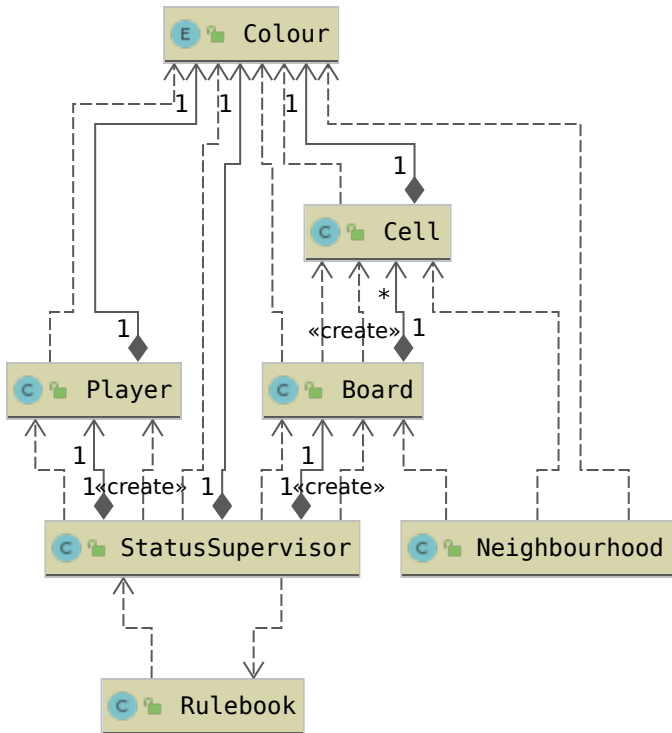 E Colour
1 1 1
1
C Cell
*
«create» 1
1
C Player
C Board
1 1
1 «create» 1 1 «create»
C StatusSupervisor
C Neighbourhood
C Rulebook